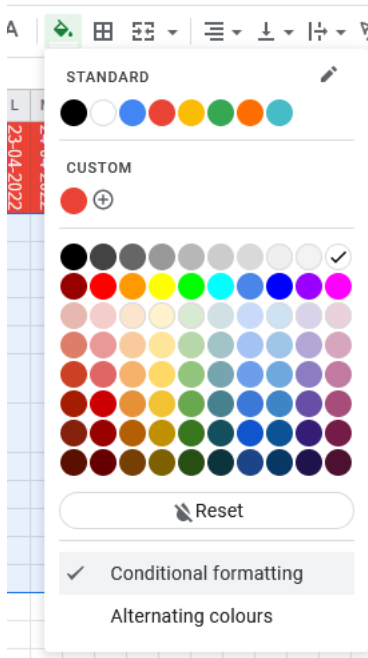 A
STANDARD
L
23-04-2022
CUSTOM
Reset
Conditional formatting
Alternating colours